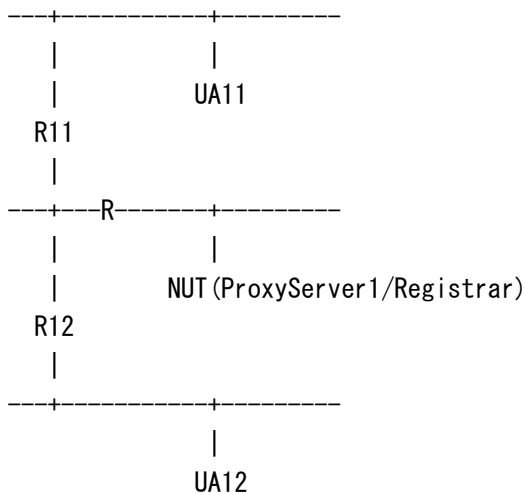 UA11
R11
R
NUT(ProxyServer1/Registrar)
R12
UA12